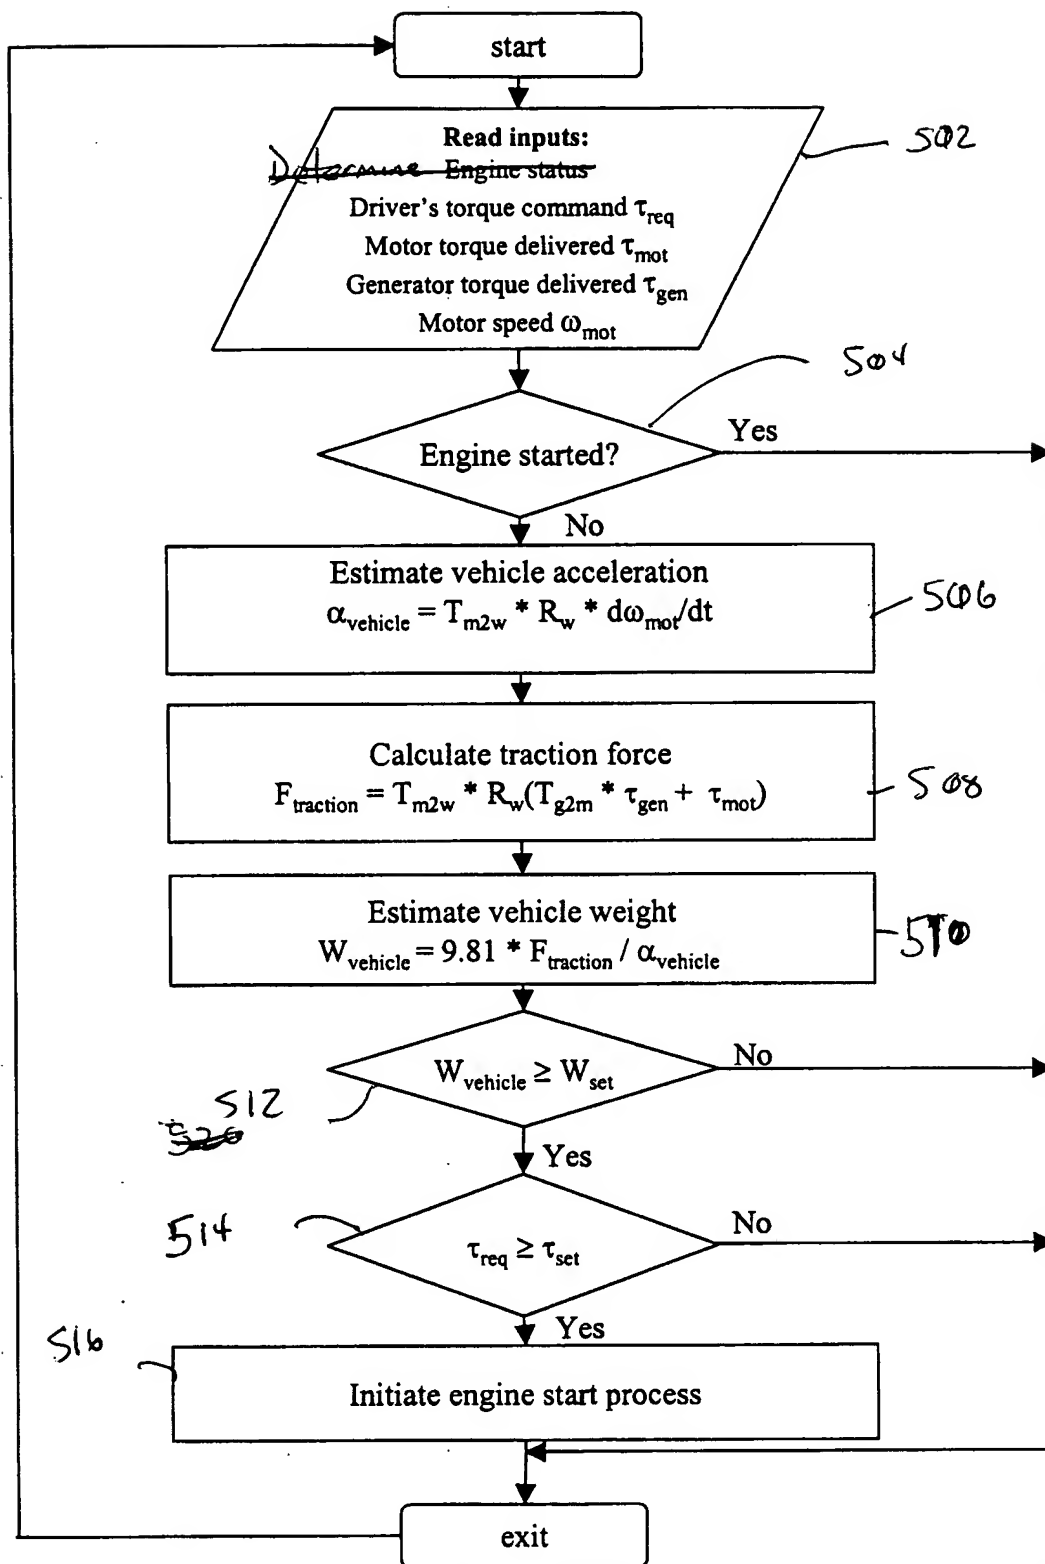 start
Read inputs:
502
Determine Engine status
Driver's torque command τreq
Motor torque delivered τmot
Generator torque delivered τgen
Motor speed ωmot
504
Engine started?
Yes
No
Estimate vehicle acceleration
αvehicle = Tm2w * Rw * dωmot/dt
506
Calculate traction force
Ftraction = Tm2w * Rw(Tg2m * τgen + τmot)
508
Estimate vehicle weight
Wvehicle = 9.81 * Ftraction / αvehicle
510
Wvehicle ≥ Wset
No
512
526
Yes
514
τreq ≥ τset
No
Yes
516
Initiate engine start process
exit